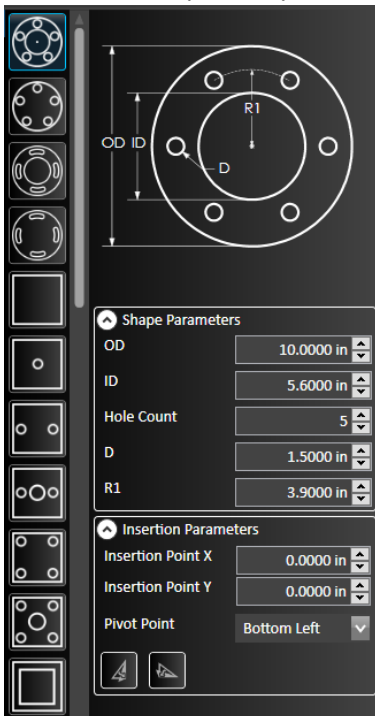 R1
OD ID
D
Shape Parameters
OD 10.0000 in
ID 5.6000 in
Hole Count 5
D 1.5000 in
R1 3.9000 in
Insertion Parameters
Insertion Point X 0.0000 in
Insertion Point Y 0.0000 in
Pivot Point Bottom Left